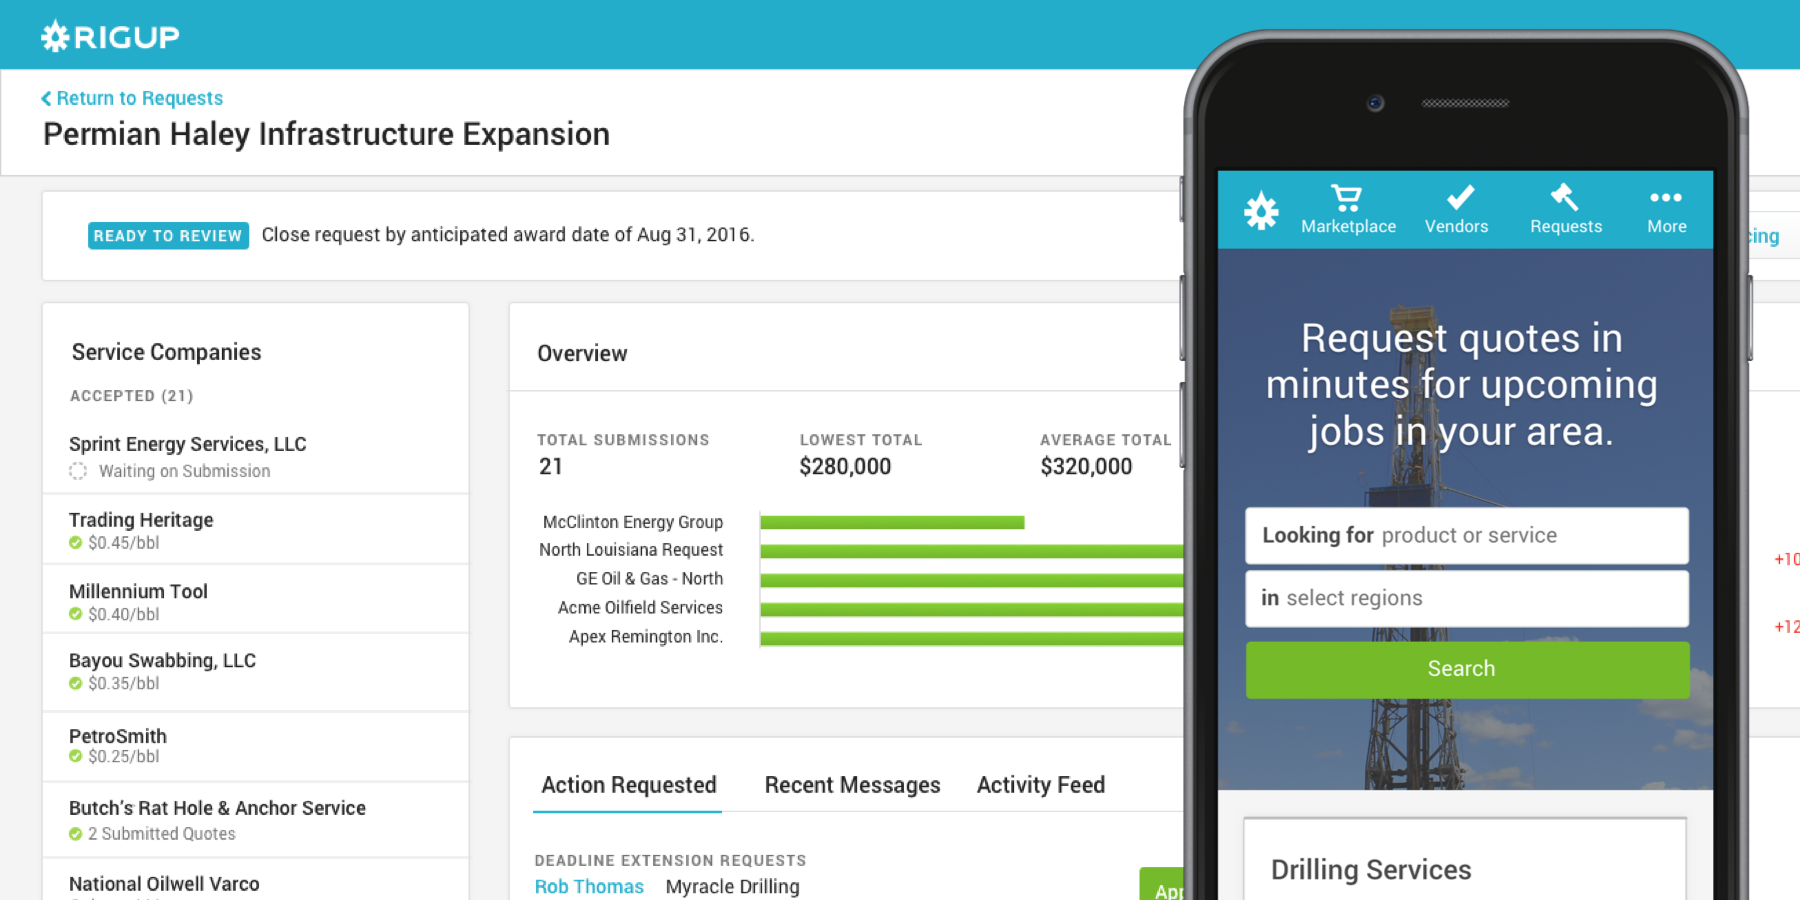 RIGUP
Return to Requests
Permian Haley Infrastructure Expansion
READY TO REVIEW Close request by anticipated award date of Aug 31, 2016.
Service Companies
ACCEPTED (21)
Sprint Energy Services, LLC
Waiting on Submission
Trading Heritage
$0.45/bbl
Millennium Tool
$0.40/bbl
Bayou Swabbing, LLC
$0.35/bbl
PetroSmith
$0.25/bbl
Butch's Rat Hole & Anchor Service
2 Submitted Quotes
National Oilwell Varco
Overview
TOTAL SUBMISSIONS LOWEST TOTAL AVERAGE TOTAL
21 $280,000 $320,000
McClinton Energy Group
North Louisiana Request
GE Oil & Gas - North
Acme Oilfield Services
Apex Remington Inc.
Action Requested Recent Messages Activity Feed
DEADLINE EXTENSION REQUESTS
Rob Thomas Myracle Drilling
App
Marketplace Vendors Requests More
Request quotes in
minutes for upcoming
jobs in your area.
Looking for product or service
in select regions
Search
Drilling Services
cing
+10
+12